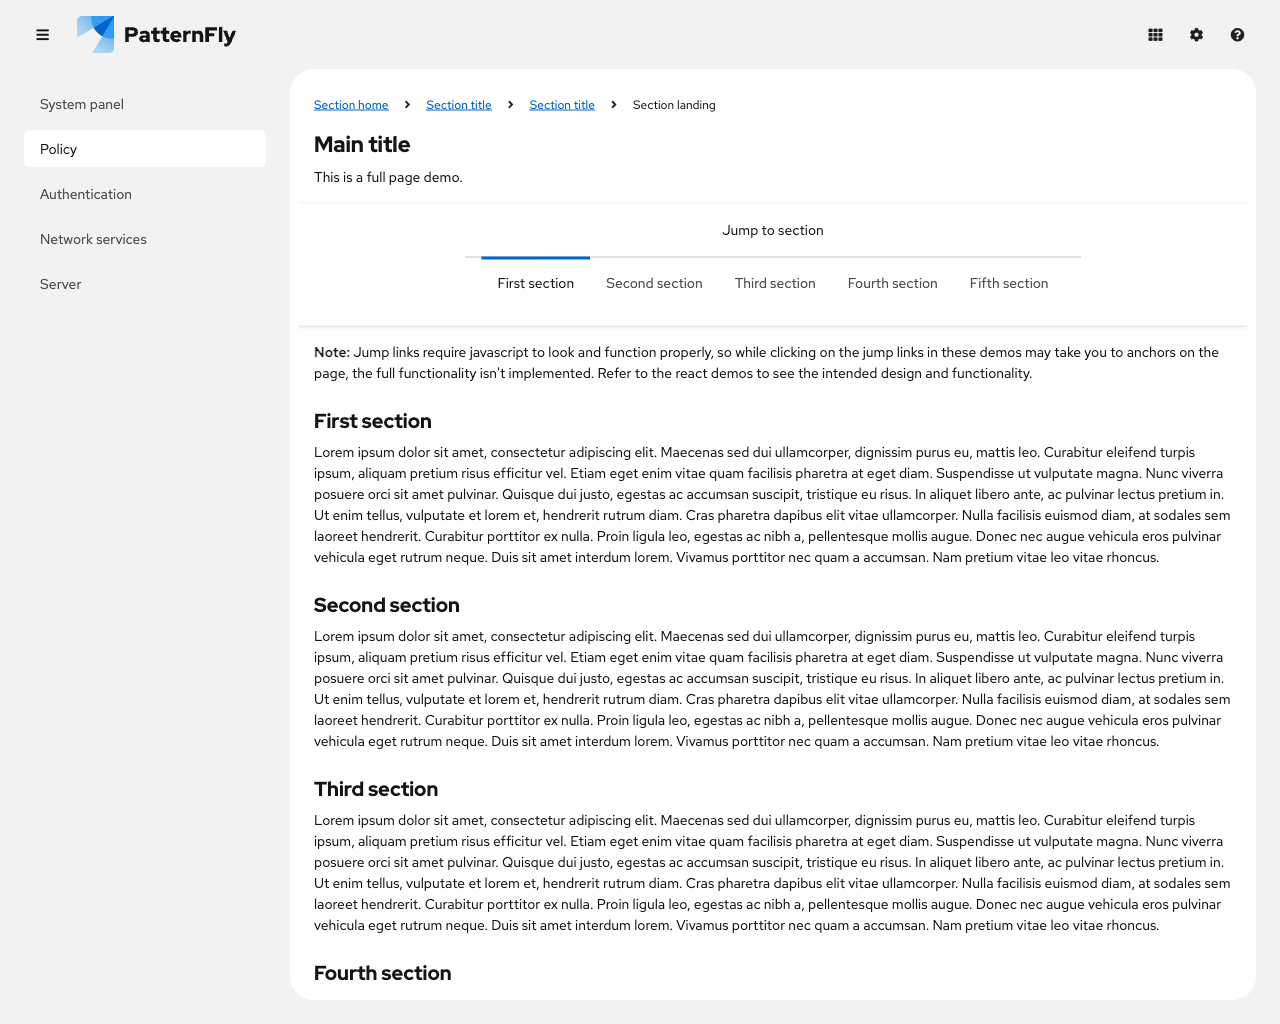 PatternFly
System panel
Policy
Authentication
Network services
Server
Section home
Section title
Section title
Section landing
Main title
This is a full page demo.
Jump to section
First section
Second section
Third section
Fourth section
Fifth section
Note: Jump links require javascript to look and function properly, so while clicking on the jump links in these demos may take you to anchors on the
page, the full functionality isn't implemented. Refer to the react demos to see the intended design and functionality.
First section
Lorem ipsum dolor sit amet, consectetur adipiscing elit. Maecenas sed dui ullamcorper, dignissim purus eu, mattis leo. Curabitur eleifend turpis
ipsum, aliquam pretium risus efficitur vel. Etiam eget enim vitae quam facilisis pharetra at eget diam. Suspendisse ut vulputate magna. Nunc viverra
posuere orci sit amet pulvinar. Quisque dui justo, egestas ac accumsan suscipit, tristique eu risus. In aliquet libero ante, ac pulvinar lectus pretium in.
Ut enim tellus, vulputate et lorem et, hendrerit rutrum diam. Cras pharetra dapibus elit vitae ullamcorper. Nulla facilisis euismod diam, at sodales sem
laoreet hendrerit. Curabitur porttitor ex nulla. Proin ligula leo, egestas ac nibh a, pellentesque mollis augue. Donec nec augue vehicula eros pulvinar
vehicula eget rutrum neque. Duis sit amet interdum lorem. Vivamus porttitor nec quam a accumsan. Nam pretium vitae leo vitae rhoncus.
Second section
Lorem ipsum dolor sit amet, consectetur adipiscing elit. Maecenas sed dui ullamcorper, dignissim purus eu, mattis leo. Curabitur eleifend turpis
ipsum, aliquam pretium risus efficitur vel. Etiam eget enim vitae quam facilisis pharetra at eget diam. Suspendisse ut vulputate magna. Nunc viverra
posuere orci sit amet pulvinar. Quisque dui justo, egestas ac accumsan suscipit, tristique eu risus. In aliquet libero ante, ac pulvinar lectus pretium in.
Ut enim tellus, vulputate et lorem et, hendrerit rutrum diam. Cras pharetra dapibus elit vitae ullamcorper. Nulla facilisis euismod diam, at sodales sem
laoreet hendrerit. Curabitur porttitor ex nulla. Proin ligula leo, egestas ac nibh a, pellentesque mollis augue. Donec nec augue vehicula eros pulvinar
vehicula eget rutrum neque. Duis sit amet interdum lorem. Vivamus porttitor nec quam a accumsan. Nam pretium vitae leo vitae rhoncus.
Third section
Lorem ipsum dolor sit amet, consectetur adipiscing elit. Maecenas sed dui ullamcorper, dignissim purus eu, mattis leo. Curabitur eleifend turpis
ipsum, aliquam pretium risus efficitur vel. Etiam eget enim vitae quam facilisis pharetra at eget diam. Suspendisse ut vulputate magna. Nunc viverra
posuere orci sit amet pulvinar. Quisque dui justo, egestas ac accumsan suscipit, tristique eu risus. In aliquet libero ante, ac pulvinar lectus pretium in.
Ut enim tellus, vulputate et lorem et, hendrerit rutrum diam. Cras pharetra dapibus elit vitae ullamcorper. Nulla facilisis euismod diam, at sodales sem
laoreet hendrerit. Curabitur porttitor ex nulla. Proin ligula leo, egestas ac nibh a, pellentesque mollis augue. Donec nec augue vehicula eros pulvinar
vehicula eget rutrum neque. Duis sit amet interdum lorem. Vivamus porttitor nec quam a accumsan. Nam pretium vitae leo vitae rhoncus.
Fourth section